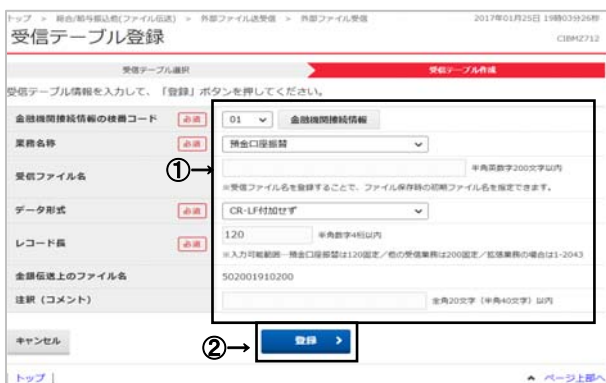 トップ > 総合/給与振込他(ファイル伝送) > 外部ファイル送受信 > 外部ファイル受信 2017年01月25日 19時03分26秒
受信テーブル登録 CIBMZ712
受信テーブル選択 受信テーブル作成
受信テーブル情報を入力して、「登録」ボタンを押してください。
金融機関接続情報の枝番コード 必須 01 金融機関接続情報
業務名称 必須 預金口座振替
①→
受信ファイル名 半角英数字200文字以内
※受信ファイル名を登録することで、ファイル保存時の初期ファイル名を指定できます。
データ形式 必須 CR-LF付加せず
レコード長 必須 120 半角数字4桁以内
※入力可能範囲…預金口座振替は120固定/他の受信業務は200固定/拡張業務の場合は1-2043
全銀伝送上のファイル名 502001910200
注釈（コメント） 全角20文字（半角40文字）以内
キャンセル ②→ 登録 >
| トップ | ページ上部へ